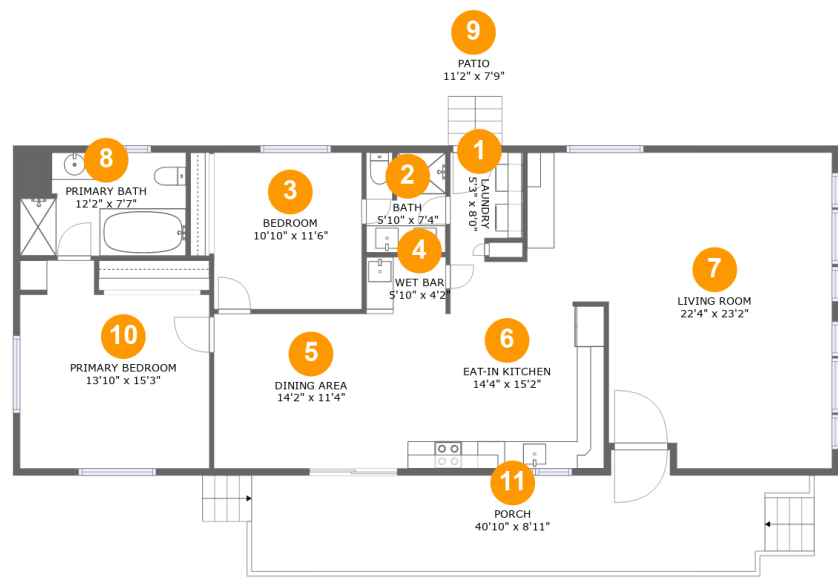 9
PATIO
11'2" x 7'9"
8
PRIMARY BATH
12'2" x 7'7"
3
BEDROOM
10'10" x 11'6"
2
BATH
5'10" x 7'4"
1
LAUNDRY
5'3" x 8'0"
4
WET BAR
5'10" x 4'2"
7
LIVING ROOM
22'4" x 23'2"
10
PRIMARY BEDROOM
13'10" x 15'3"
5
DINING AREA
14'2" x 11'4"
6
EAT-IN KITCHEN
14'4" x 15'2"
11
PORCH
40'10" x 8'11"